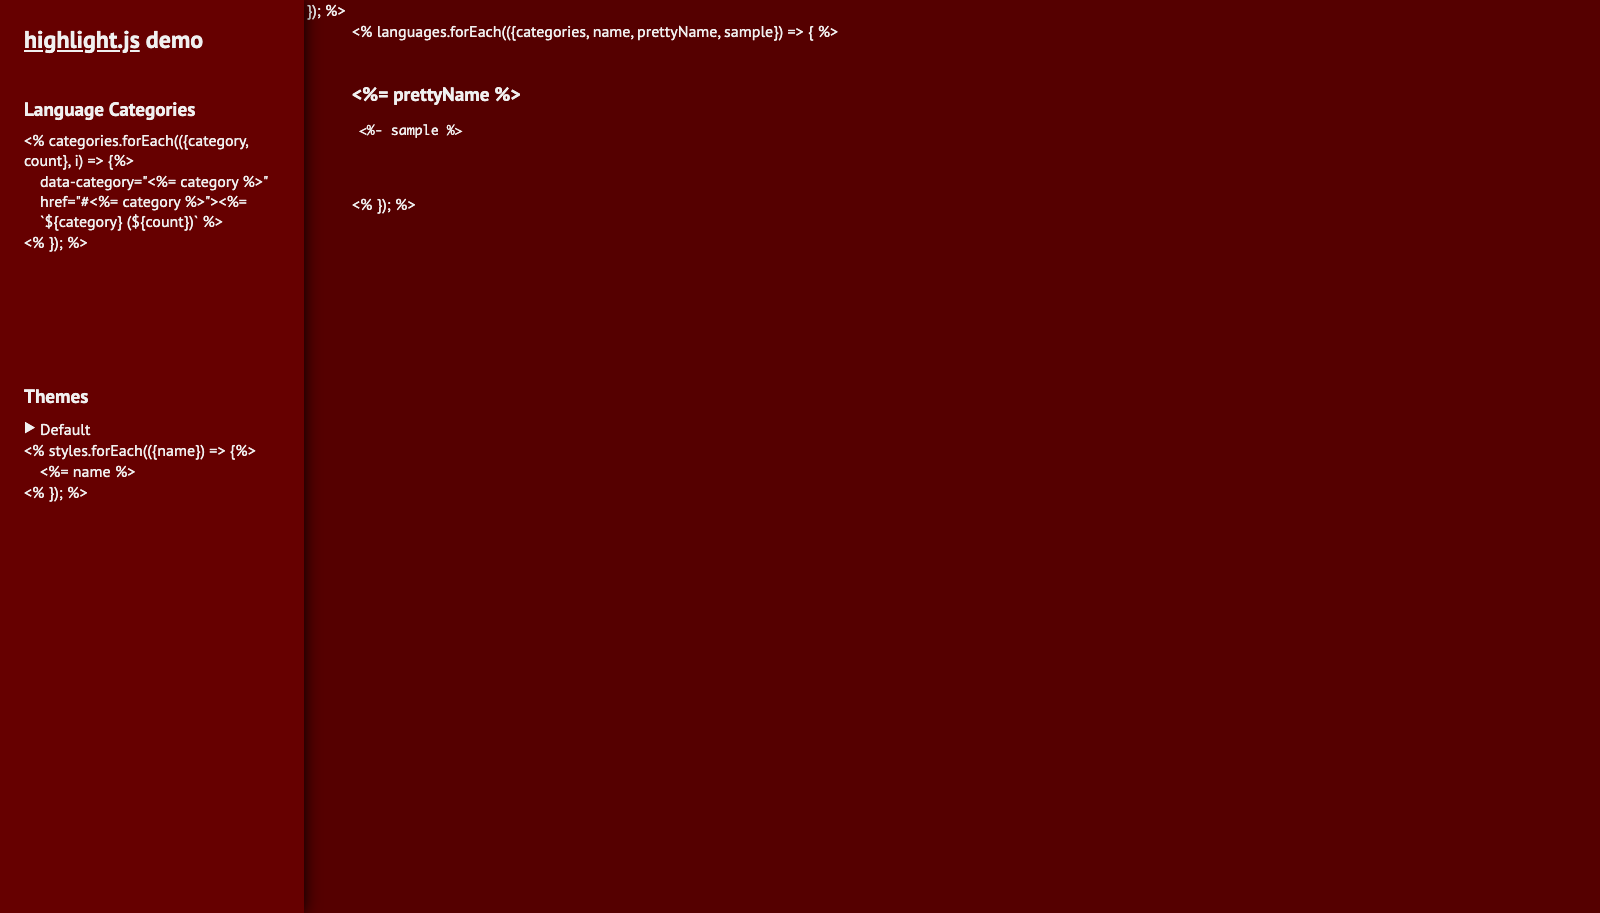 highlight.js demo
Language Categories
<% categories.forEach(({category,
count}, i) => {%>
data-category="<%= category %>"
href="#<%= category %>"><%=
`${category} (${count})` %>
<% }); %>
Themes
Default
<% styles.forEach(({name}) => {%>
<%= name %>
<% }); %>
}); %>
<% languages.forEach(({categories, name, prettyName, sample}) => { %>
<%= prettyName %>
<%- sample %>
<% }); %>